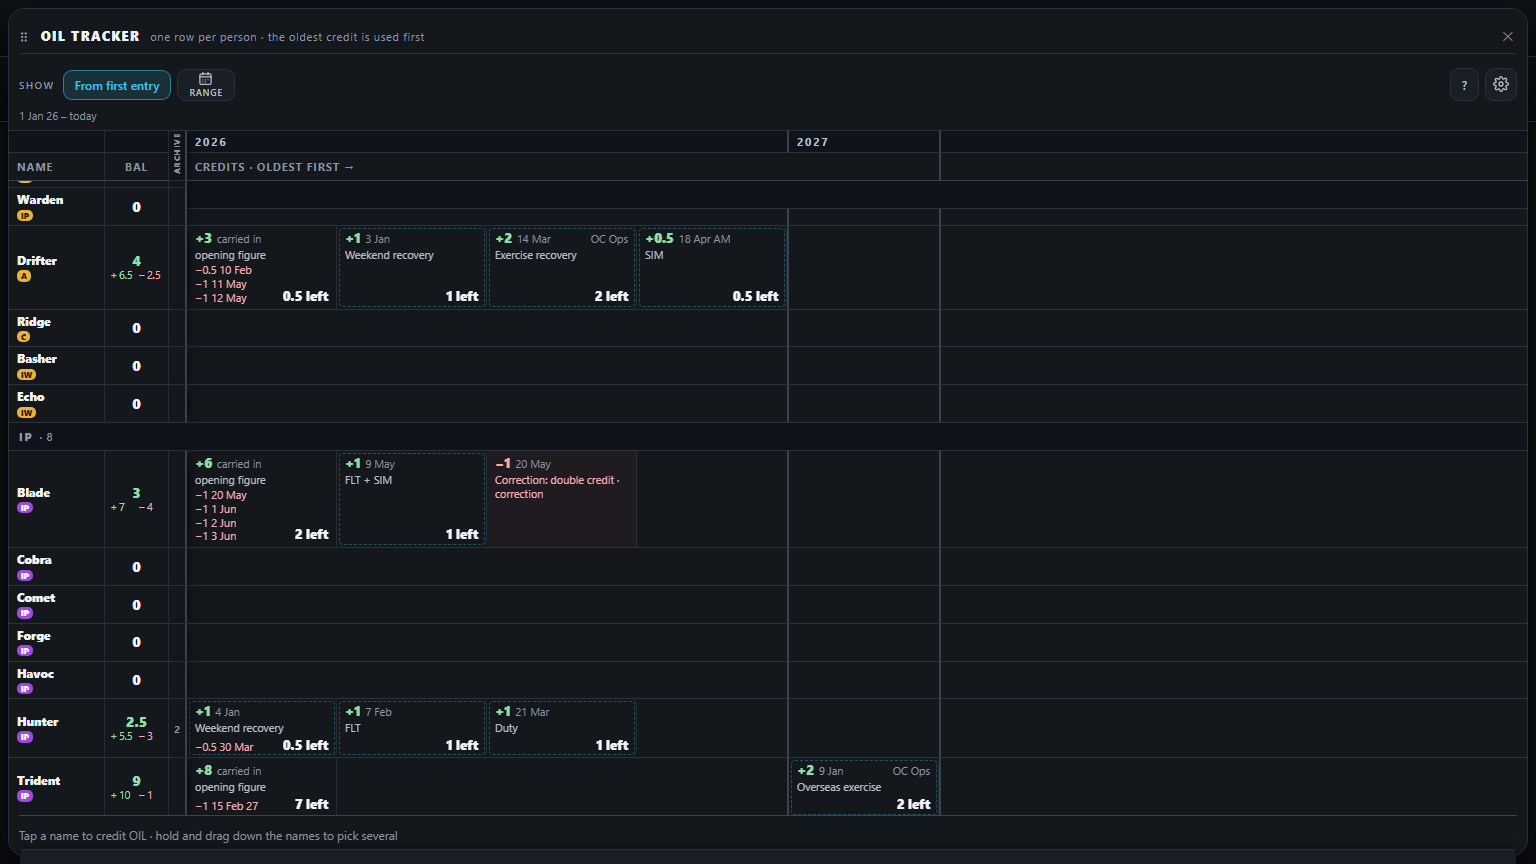 OIL TRACKER one row per person · the oldest credit is used first
SHOW From first entry RANGE ?
1 Jan 26 – today
ARCHIVE
2026 2027
NAME BAL CREDITS · OLDEST FIRST →
Warden 0
IP
Drifter
A
4
+6.5 −2.5
+3 carried in
opening figure
−0.5 10 Feb
−1 11 May
−1 12 May 0.5 left
+1 3 Jan
Weekend recovery
1 left
+2 14 Mar OC Ops
Exercise recovery
2 left
+0.5 18 Apr AM
SIM
0.5 left
Ridge 0
C
Basher 0
IW
Echo 0
IW
IP · 8
Blade
IP
3
+7 −4
+6 carried in
opening figure
−1 20 May
−1 1 Jun
−1 2 Jun
−1 3 Jun 2 left
+1 9 May
FLT + SIM
1 left
−1 20 May
Correction: double credit ·
correction
Cobra 0
IP
Comet 0
IP
Forge 0
IP
Havoc 0
IP
Hunter
IP
2.5
+5.5 −3
2
+1 4 Jan
Weekend recovery
−0.5 30 Mar 0.5 left
+1 7 Feb
FLT
1 left
+1 21 Mar
Duty
1 left
Trident
IP
9
+10 −1
+8 carried in
opening figure
−1 15 Feb 27 7 left
+2 9 Jan OC Ops
Overseas exercise
2 left
Tap a name to credit OIL · hold and drag down the names to pick several